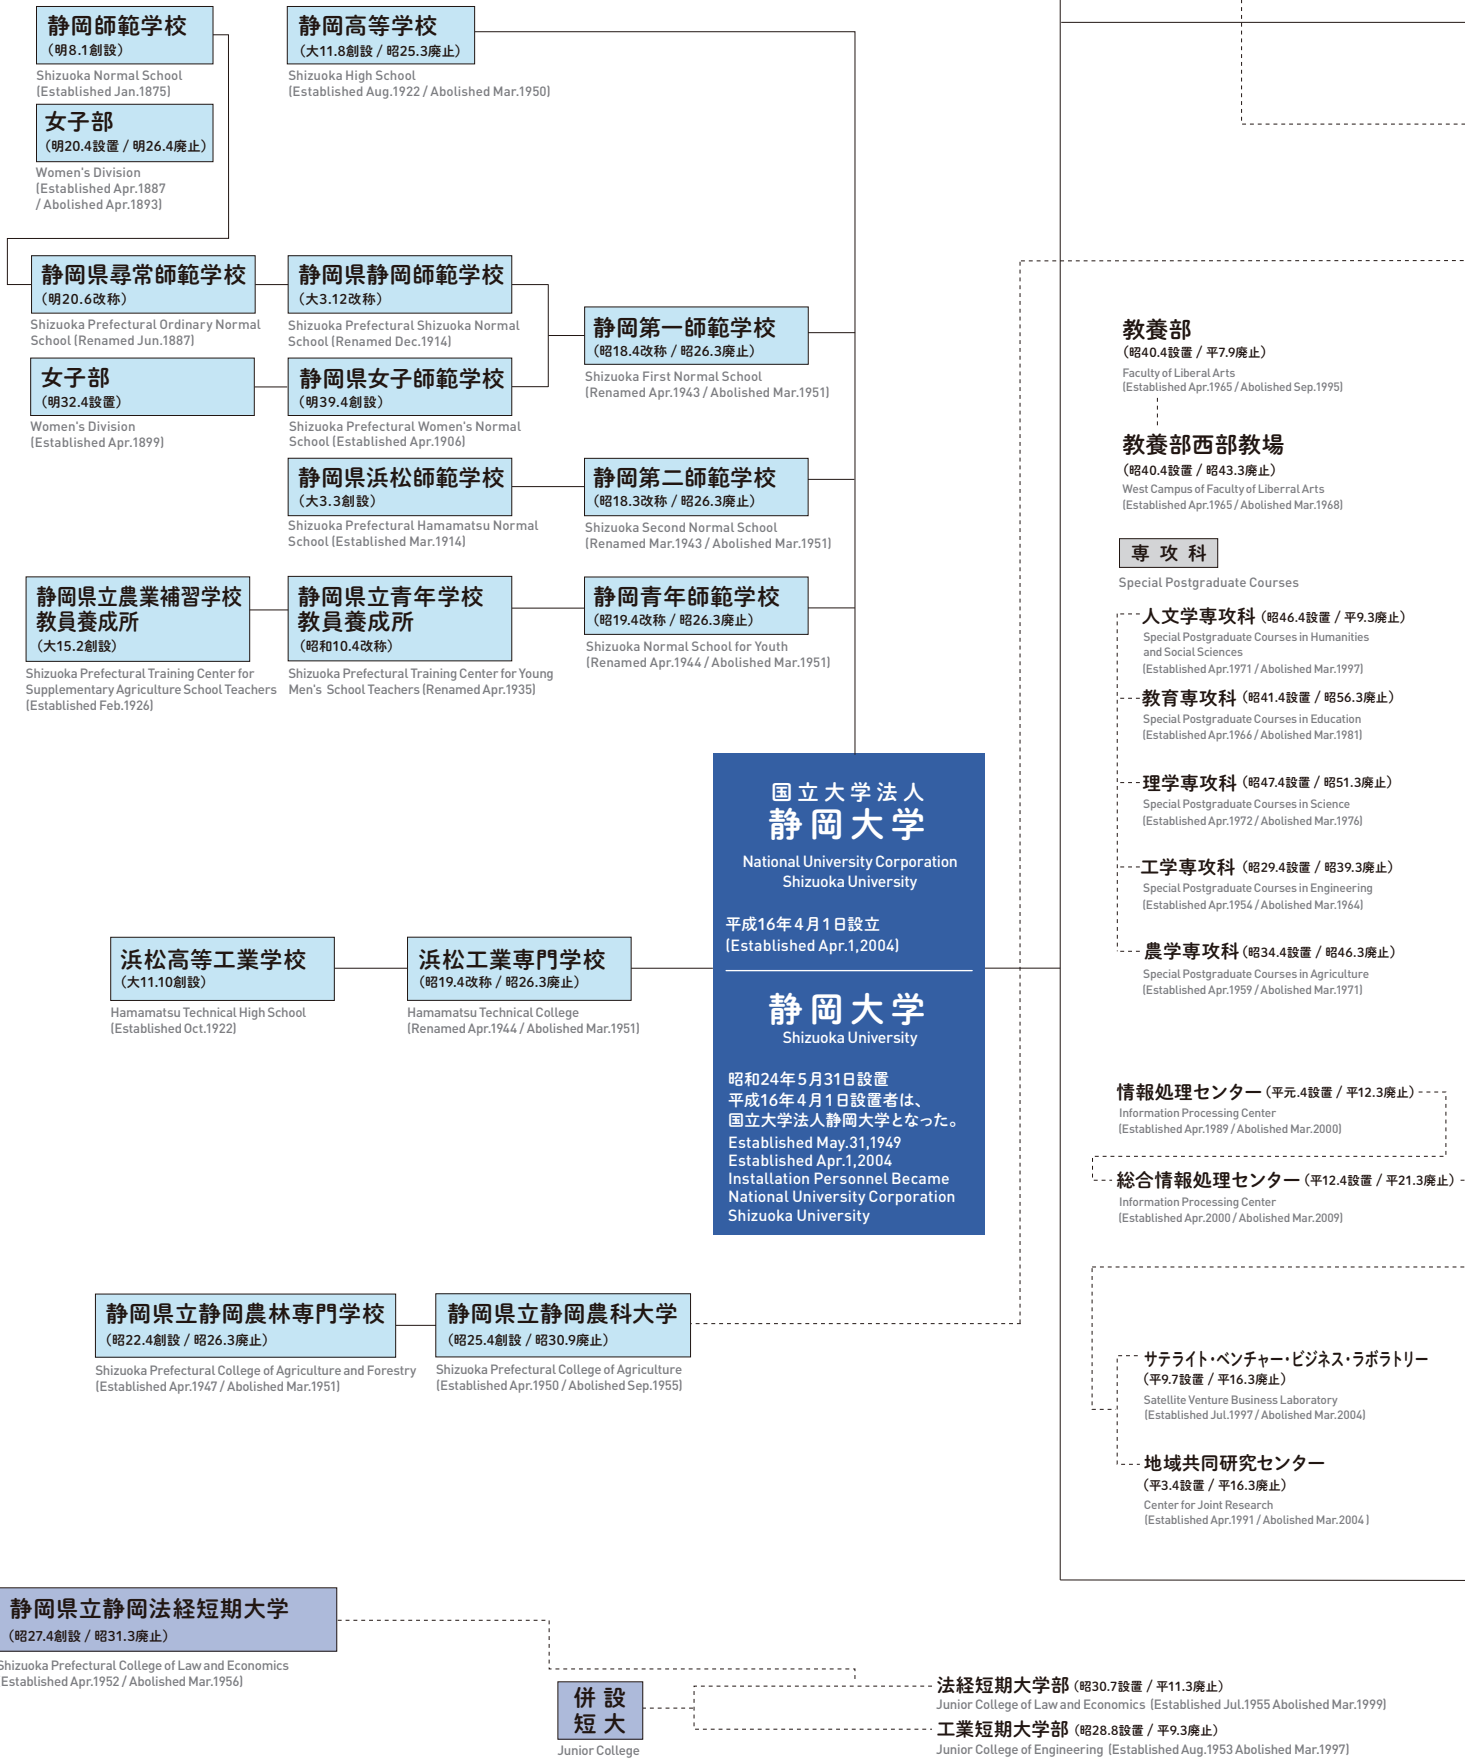 静岡師範学校
（明8.1創設）
Shizuoka Normal School
(Established Jan.1875)
女子部
（明20.4設置 / 明26.4廃止）
Women's Division
(Established Apr.1887
/ Abolished Apr.1893)
静岡高等学校
（大11.8創設 / 昭25.3廃止）
Shizuoka High School
(Established Aug.1922 / Abolished Mar.1950)
静岡県尋常師範学校
（明20.6改称）
Shizuoka Prefectural Ordinary Normal
School (Renamed Jun.1887)
静岡県静岡師範学校
（大3.12改称）
Shizuoka Prefectural Shizuoka Normal
School (Renamed Dec.1914)
女子部
（明32.4設置）
Women's Division
(Established Apr.1899)
静岡県女子師範学校
（明39.4創設）
Shizuoka Prefectural Women's Normal
School (Established Apr.1906)
静岡第一師範学校
（昭18.4改称 / 昭26.3廃止）
Shizuoka First Normal School
(Renamed Apr.1943 / Abolished Mar.1951)
静岡県浜松師範学校
（大3.3創設）
Shizuoka Prefectural Hamamatsu Normal
School (Established Mar.1914)
静岡第二師範学校
（昭18.3改称 / 昭26.3廃止）
Shizuoka Second Normal School
(Renamed Mar.1943 / Abolished Mar.1951)
静岡県立農業補習学校
教員養成所
（大15.2創設）
Shizuoka Prefectural Training Center for
Supplementary Agriculture School Teachers
(Established Feb.1926)
静岡県立青年学校
教員養成所
（昭和10.4改称）
Shizuoka Prefectural Training Center for Young
Men's School Teachers (Renamed Apr.1935)
静岡青年師範学校
（昭19.4改称 / 昭26.3廃止）
Shizuoka Normal School for Youth
(Renamed Apr.1944 / Abolished Mar.1951)
国立大学法人
静岡大学
National University Corporation
Shizuoka University
平成16年4月1日設立
(Established Apr.1,2004)
静岡大学
Shizuoka University
昭和24年5月31日設置
平成16年4月1日設置者は、
国立大学法人静岡大学となった。
Established May.31,1949
Established Apr.1,2004
Installation Personnel Became
National University Corporation
Shizuoka University
浜松高等工業学校
（大11.10創設）
Hamamatsu Technical High School
(Established Oct.1922)
浜松工業専門学校
（昭19.4改称 / 昭26.3廃止）
Hamamatsu Technical College
(Renamed Apr.1944 / Abolished Mar.1951)
静岡県立静岡農林専門学校
（昭22.4創設 / 昭26.3廃止）
Shizuoka Prefectural College of Agriculture and Forestry
(Established Apr.1947 / Abolished Mar.1951)
静岡県立静岡農科大学
（昭25.4創設 / 昭30.9廃止）
Shizuoka Prefectural College of Agriculture
(Established Apr.1950 / Abolished Sep.1955)
教養部
（昭40.4設置 / 平7.9廃止）
Faculty of Liberal Arts
(Established Apr.1965 / Abolished Sep.1995)
教養部西部教場
（昭40.4設置 / 昭43.3廃止）
West Campus of Faculty of Liberral Arts
(Established Apr.1965 / Abolished Mar.1968)
専攻科
Special Postgraduate Courses
人文学専攻科（昭46.4設置 / 平9.3廃止）
Special Postgraduate Courses in Humanities
and Social Sciences
(Established Apr.1971 / Abolished Mar.1997)
教育専攻科（昭41.4設置 / 昭56.3廃止）
Special Postgraduate Courses in Education
(Established Apr.1966 / Abolished Mar.1981)
理学専攻科（昭47.4設置 / 昭51.3廃止）
Special Postgraduate Courses in Science
(Established Apr.1972 / Abolished Mar.1976)
工学専攻科（昭29.4設置 / 昭39.3廃止）
Special Postgraduate Courses in Engineering
(Established Apr.1954 / Abolished Mar.1964)
農学専攻科（昭34.4設置 / 昭46.3廃止）
Special Postgraduate Courses in Agriculture
(Established Apr.1959 / Abolished Mar.1971)
情報処理センター（平元.4設置 / 平12.3廃止）
Information Processing Center
(Established Apr.1989 / Abolished Mar.2000)
総合情報処理センター（平12.4設置 / 平21.3廃止）
Information Processing Center
(Established Apr.2000 / Abolished Mar.2009)
サテライト・ベンチャー・ビジネス・ラボラトリー
（平9.7設置 / 平16.3廃止）
Satellite Venture Business Laboratory
(Established Jul.1997 / Abolished Mar.2004)
地域共同研究センター
（平3.4設置 / 平16.3廃止）
Center for Joint Research
(Established Apr.1991 / Abolished Mar.2004 )
静岡県立静岡法経短期大学
（昭27.4創設 / 昭31.3廃止）
Shizuoka Prefectural College of Law and Economics
Established Apr.1952 / Abolished Mar.1956)
併設
短大
Junior College
法経短期大学部（昭30.7設置 / 平11.3廃止）
Junior College of Law and Economics (Established Jul.1955 Abolished Mar.1999)
工業短期大学部（昭28.8設置 / 平9.3廃止）
Junior College of Engineering (Established Aug.1953 Abolished Mar.1997)